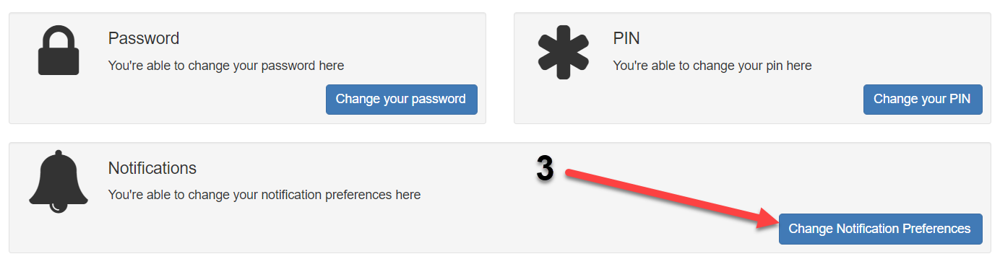 Password
You're able to change your password here
Change your password
PIN
You're able to change your pin here
Change your PIN
Notifications
You're able to change your notification preferences here
3
Change Notification Preferences